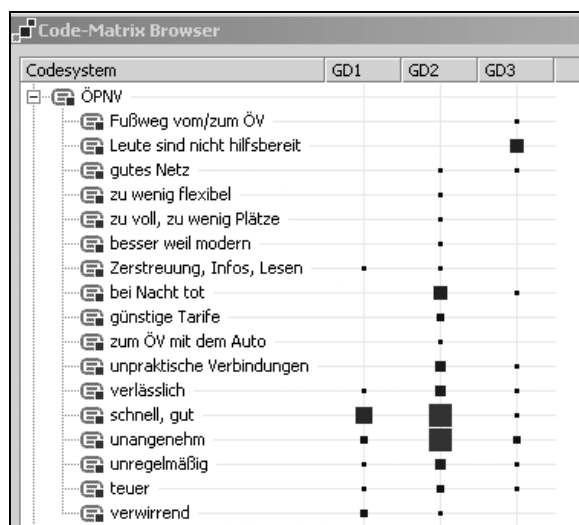 Code-Matrix Browser
Codesystem GD1 GD2 GD3
ÖPNV
Fußweg vom/zum ÖV
Leute sind nicht hilfsbereit
gutes Netz
zu wenig flexibel
zu voll, zu wenig Plätze
besser weil modern
Zerstreuung, Infos, Lesen
bei Nacht tot
günstige Tarife
zum ÖV mit dem Auto
unpraktische Verbindungen
verlässlich
schnell, gut
unangenehm
unregelmäßig
teuer
verwirrend